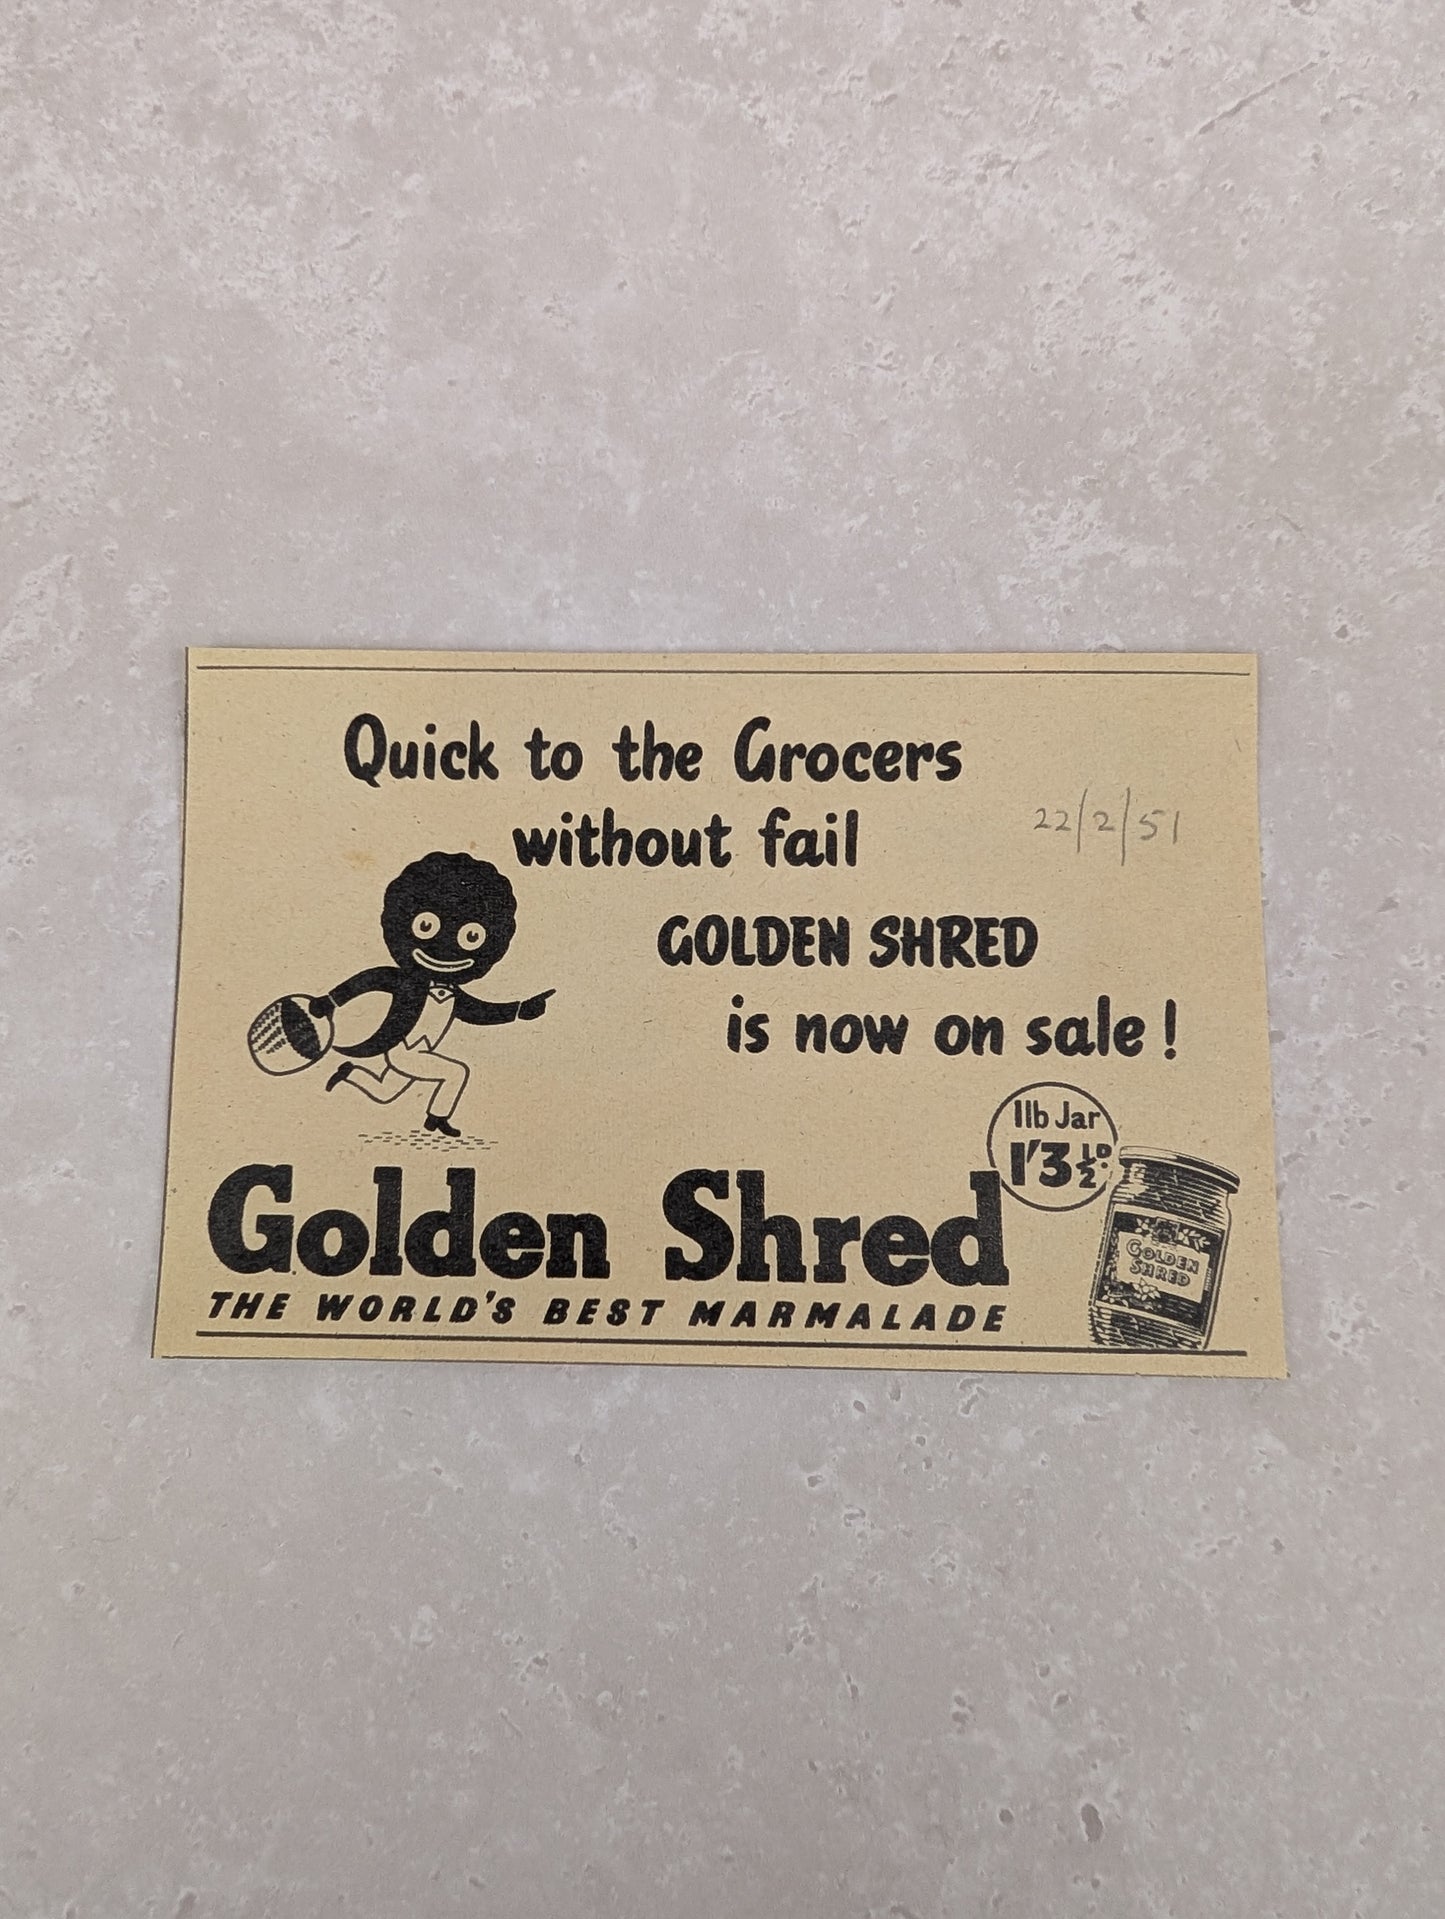 Quick to the Grocers
without fail
22/2/51
GOLDEN SHRED
is now on sale!
1lb Jar
1'3½D.
Golden Shred
THE WORLD'S BEST MARMALADE
GOLDEN
SHRED